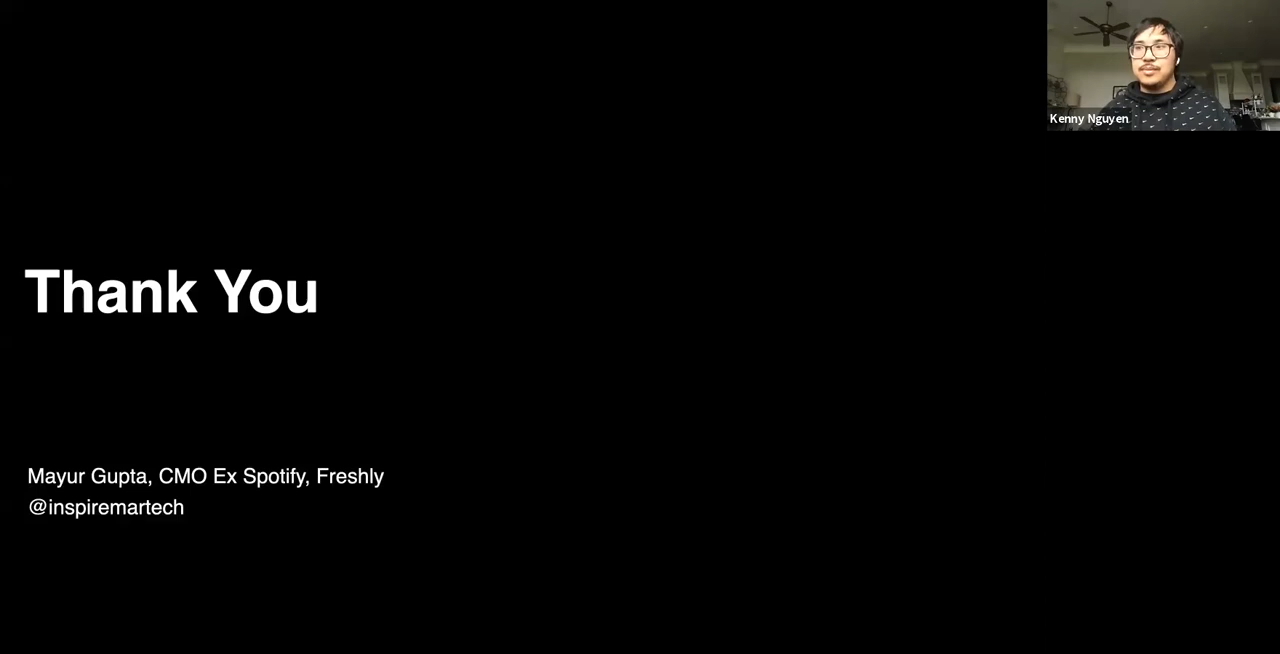 Kenny Nguyen
Thank You
Mayur Gupta, CMO Ex Spotify, Freshly
@inspiremartech